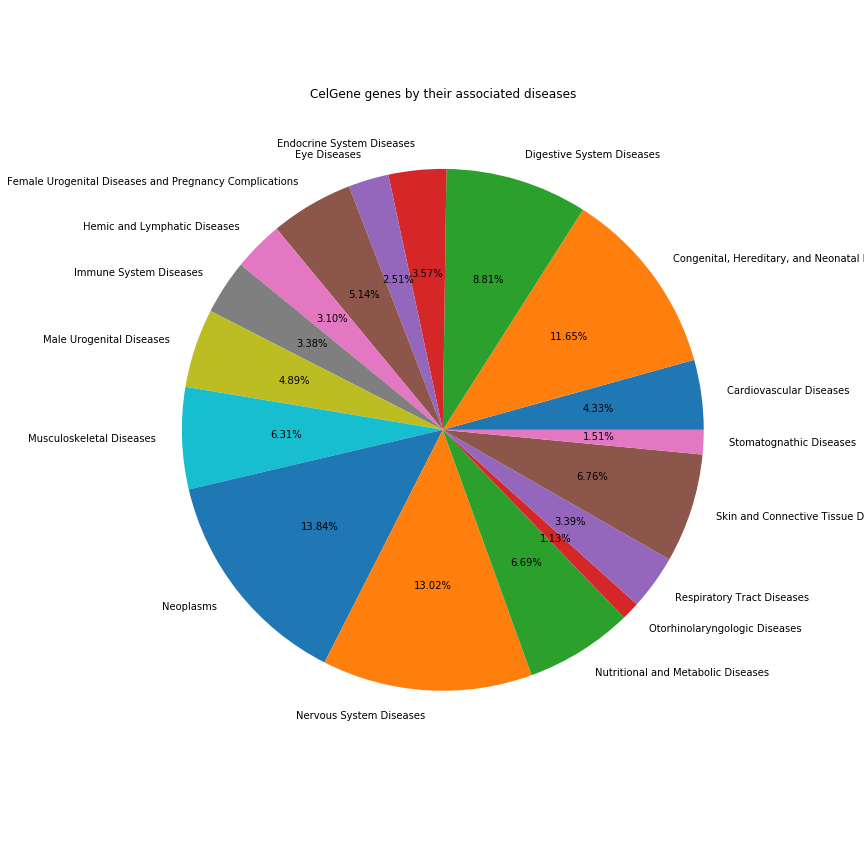 CelGene genes by their associated diseases
Endocrine System Diseases
Eye Diseases
Digestive System Diseases
Female Urogenital Diseases and Pregnancy Complications
Hemic and Lymphatic Diseases
Congenital, Hereditary, and Neonatal
Immune System Diseases
Male Urogenital Diseases
Cardiovascular Diseases
Musculoskeletal Diseases
Stomatognathic Diseases
Skin and Connective Tissue D
Neoplasms
Respiratory Tract Diseases
Otorhinolaryngologic Diseases
Nutritional and Metabolic Diseases
Nervous System Diseases
3.57%
2.51%
8.81%
5.14%
3.10%
11.65%
3.38%
4.89%
4.33%
6.31%
1.51%
6.76%
13.84%
3.39%
1.13%
6.69%
13.02%